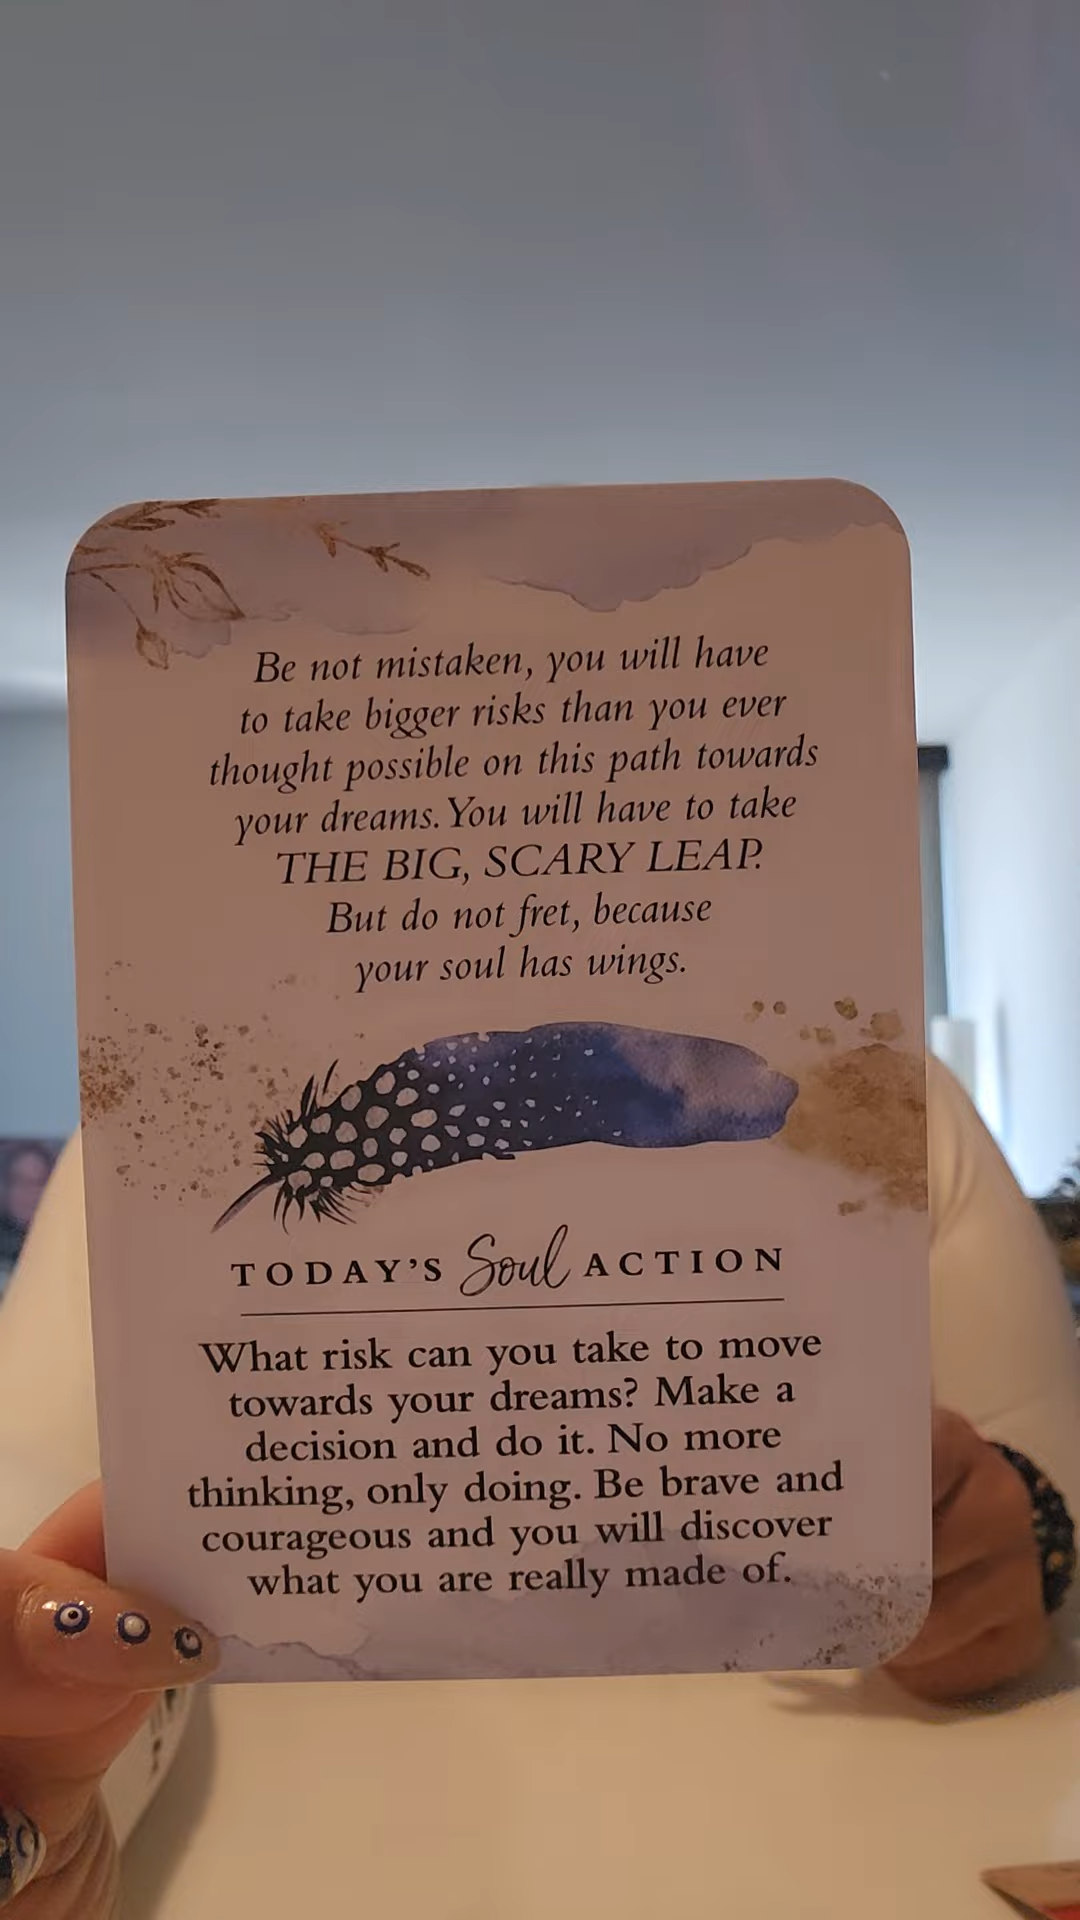 Be not mistaken, you will have
to take bigger risks than you ever
thought possible on this path towards
your dreams. You will have to take
THE BIG, SCARY LEAP.
But do not fret, because
your soul has wings.
TODAY'S Soul ACTION
What risk can you take to move
towards your dreams? Make a
decision and do it. No more
thinking, only doing. Be brave and
courageous and you will discover
what you are really made of.